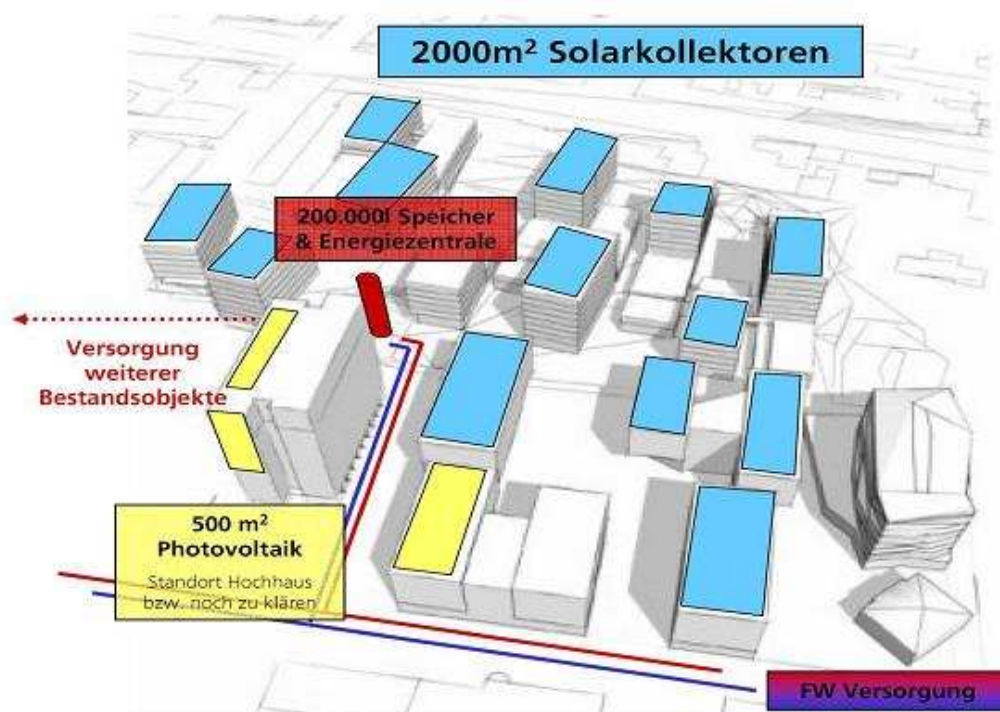 2000m² Solarkollektoren
200.000l Speicher
& Energiezentrale
Versorgung
weiterer
Bestandsobjekte
500 m²
Photovoltaik
Standort Hochhaus
bzw. noch zu klären
FW Versorgung